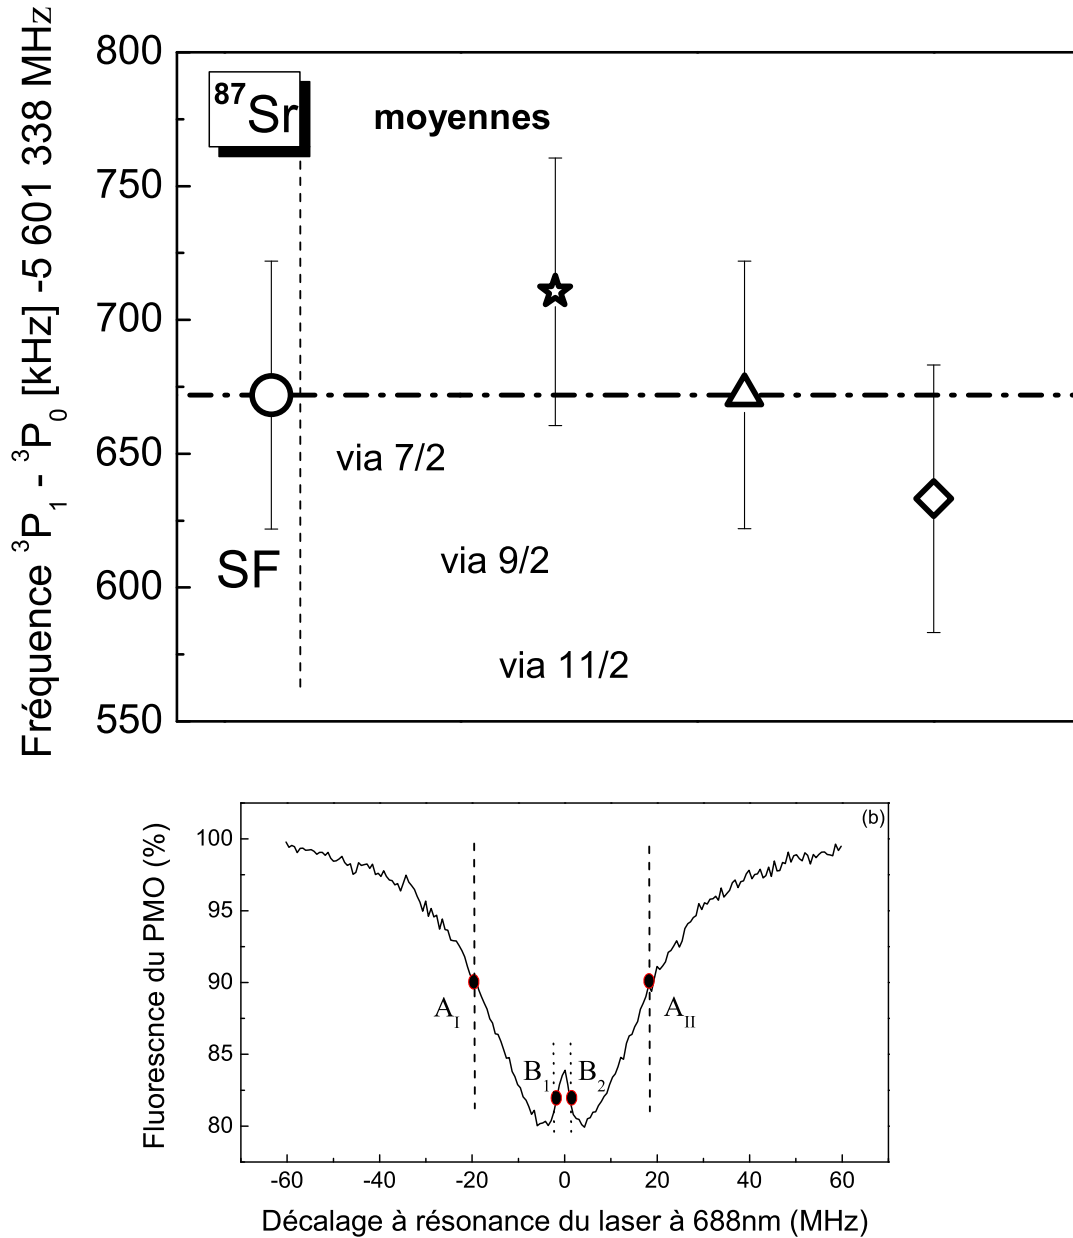 Fréquence ³P₁ - ³P₀ [kHz] -5 601 338 MHz
800
750
700
650
600
550
⁸⁷Sr
moyennes
via 7/2
SF
via 9/2
via 11/2
(b)
Fluorescnce du PMO (%)
100
95
90
85
80
A_I
A_II
B₁
B₂
-60 -40 -20 0 20 40 60
Décalage à résonance du laser à 688nm (MHz)